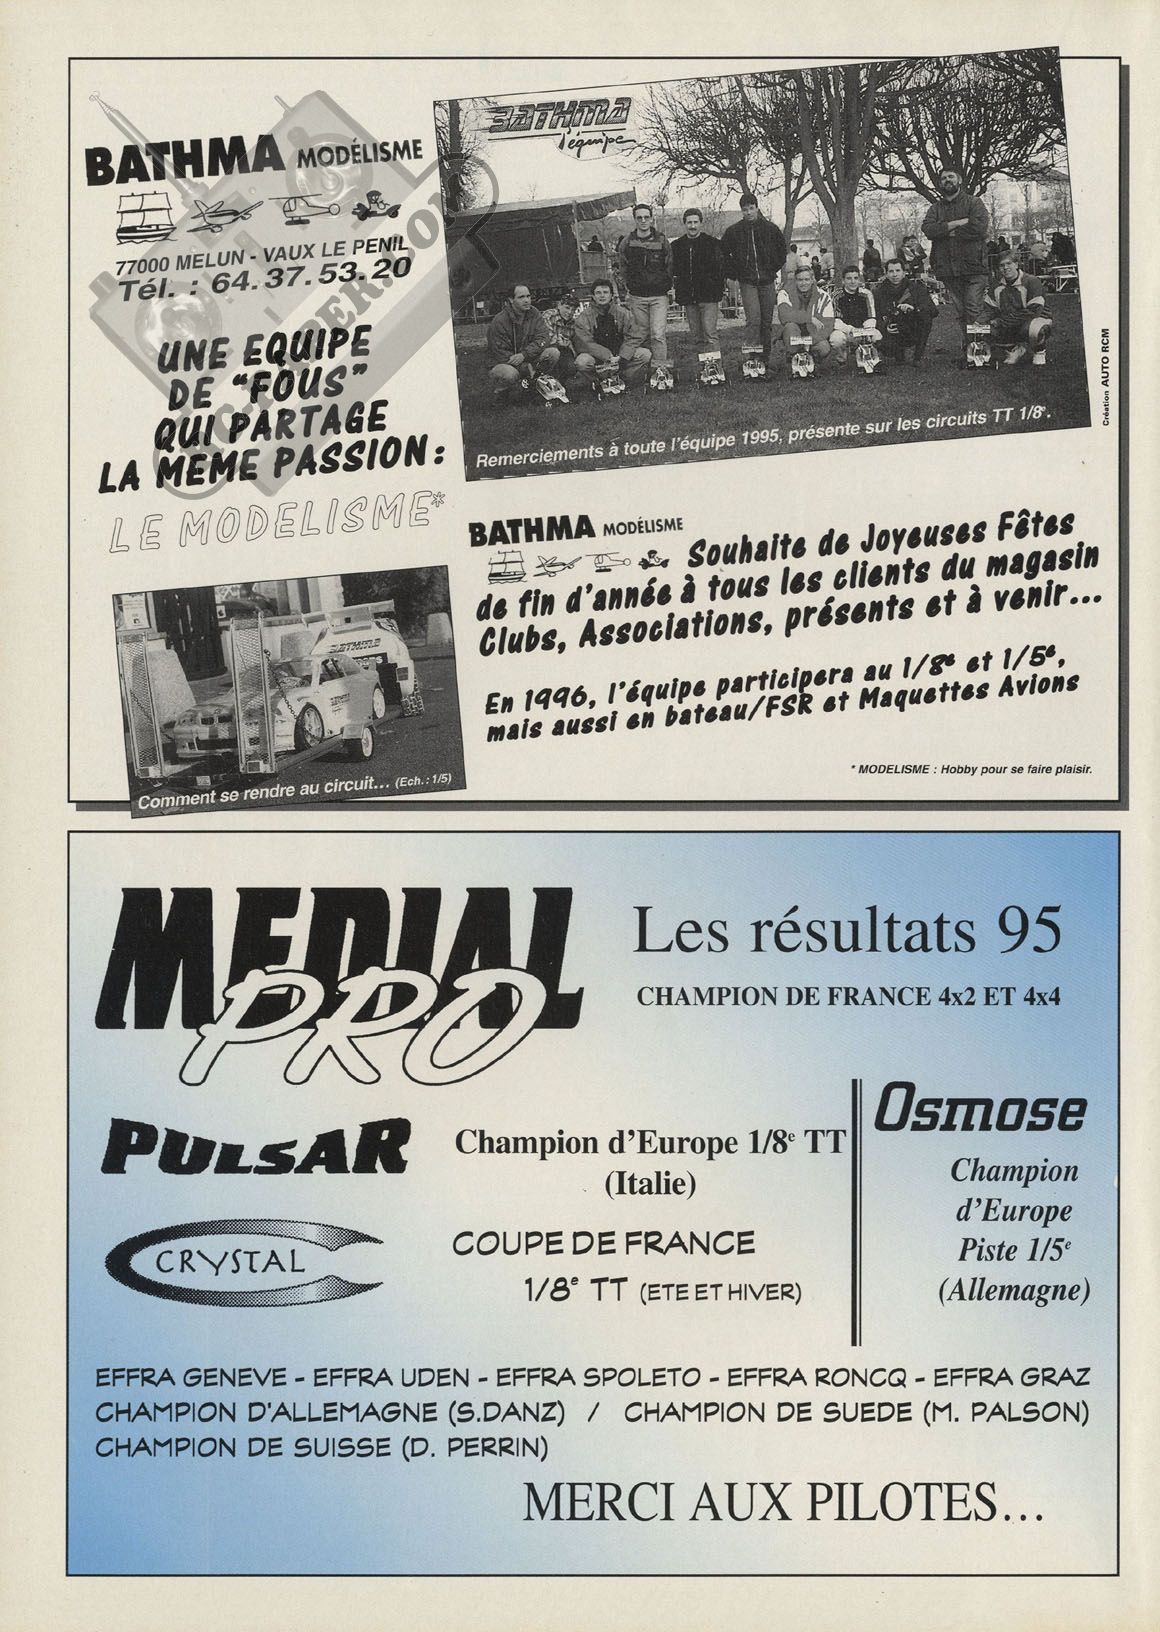 BATHMA MODÉLISME
77000 MELUN - VAUX LE PENIL
Tél. : 64.37.53.20
UNE EQUIPE
DE "FOUS"
QUI PARTAGE
LA MEME PASSION :
LE MODELISME*
BATHMA
l'équipe
Remerciements à toute l'équipe 1995, présente sur les circuits TT 1/8e.
Création AUTO RCM
BATHMA MODÉLISME
Souhaite de Joyeuses Fêtes
de fin d'année à tous les clients du magasin
Clubs, Associations, présents et à venir...
En 1996, l'équipe participera au 1/8e et 1/5e,
mais aussi en bateau/FSR et Maquettes Avions
* MODELISME : Hobby pour se faire plaisir.
BATHMA
Comment se rendre au circuit... (Ech. : 1/5)
MEDIAL
PRO
Les résultats 95
CHAMPION DE FRANCE 4x2 ET 4x4
PULSAR
Champion d'Europe 1/8e TT
(Italie)
CRYSTAL
COUPE DE FRANCE
1/8e TT (ETE ET HIVER)
Osmose
Champion
d'Europe
Piste 1/5e
(Allemagne)
EFFRA GENEVE - EFFRA UDEN - EFFRA SPOLETO - EFFRA RONCQ - EFFRA GRAZ
CHAMPION D'ALLEMAGNE (S.DANZ) / CHAMPION DE SUEDE (M. PALSON)
CHAMPION DE SUISSE (D. PERRIN)
MERCI AUX PILOTES...